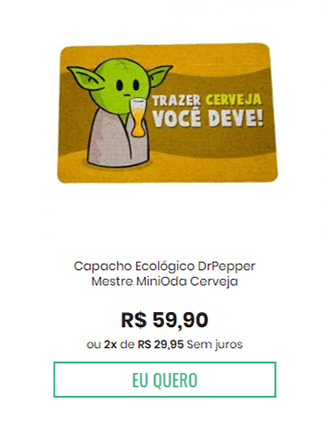 TRAZER CERVEJA
VOCÊ DEVE!
Capacho Ecológico DrPepper
Mestre MiniOda Cerveja
R$ 59,90
ou 2x de R$ 29,95 Sem juros
EU QUERO